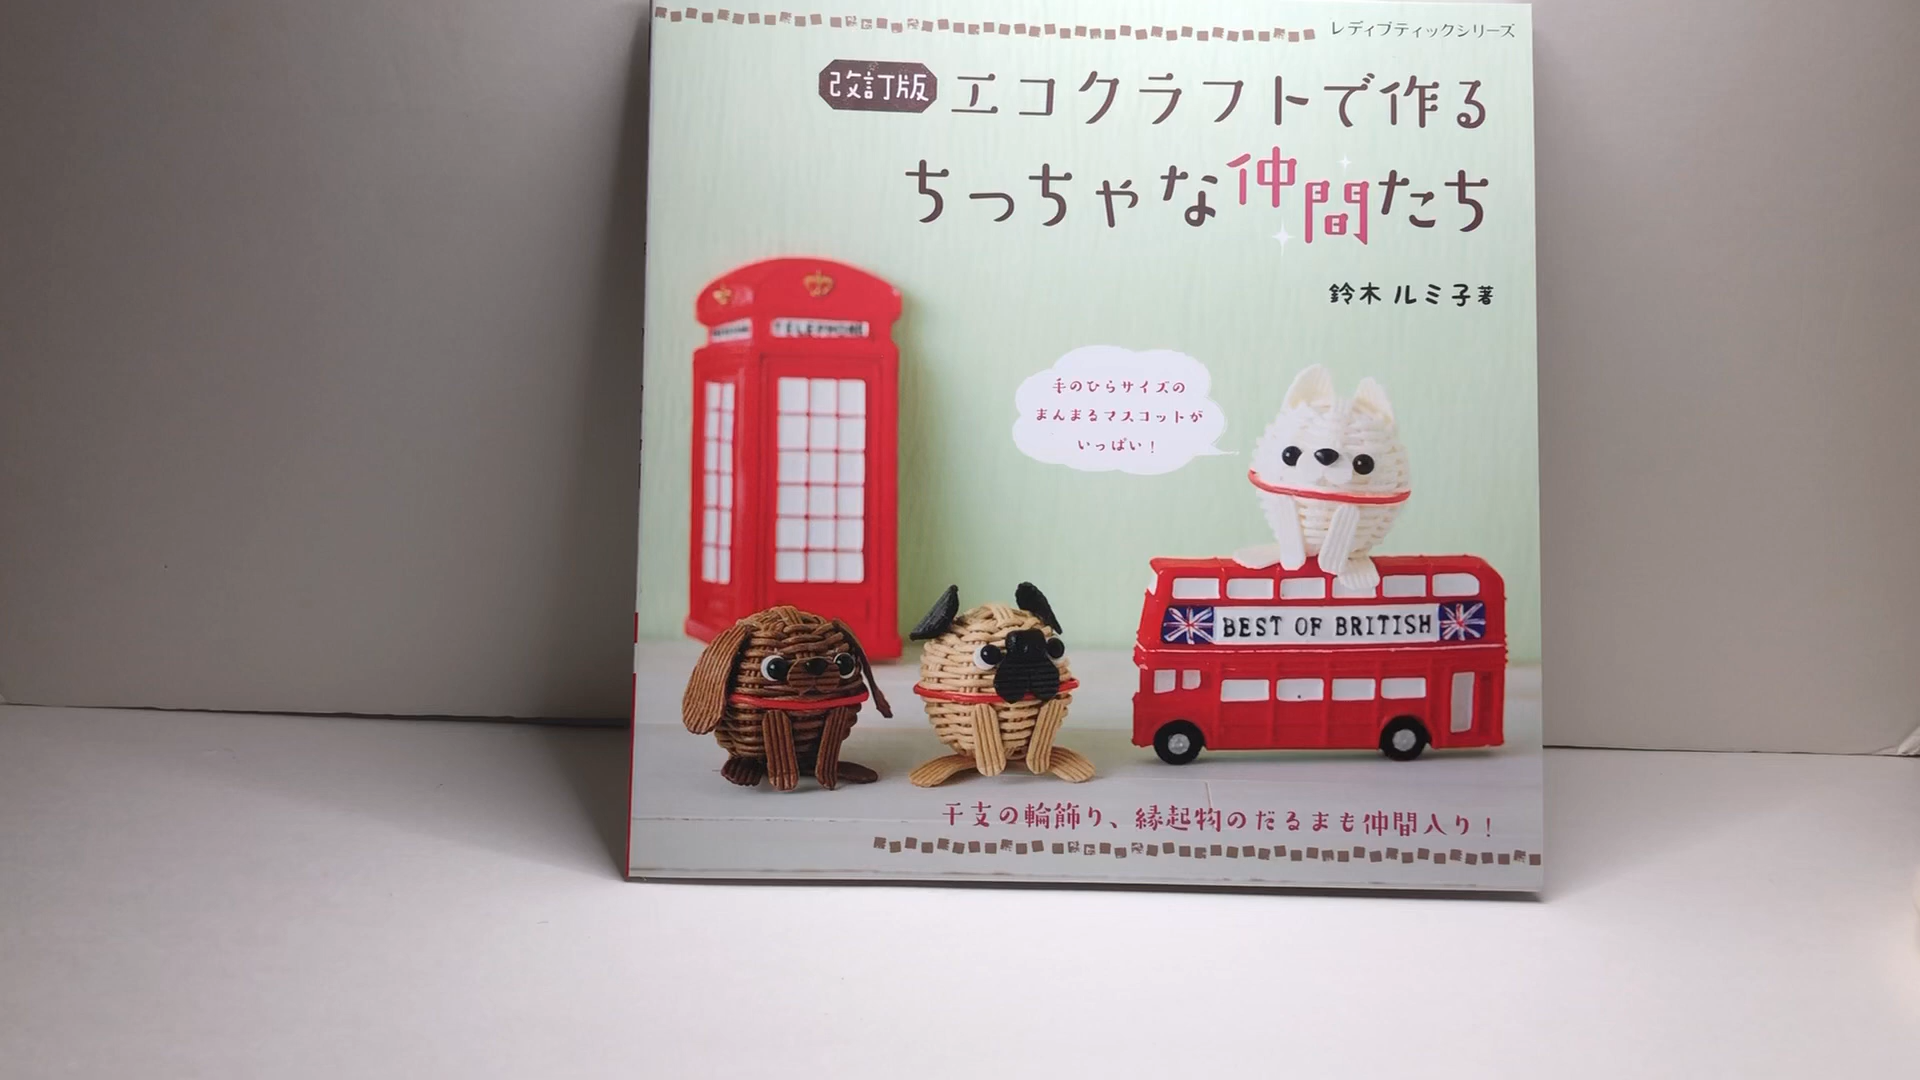 レディブティックシリーズ
改訂版 エコクラフトで作る
ちっちゃな仲間たち
鈴木 ルミ子著
手のひらサイズの
まんまるマスコットが
いっぱい！
TELEPHONE
BEST OF BRITISH
干支の輪飾り、縁起物のだるまも仲間入り！